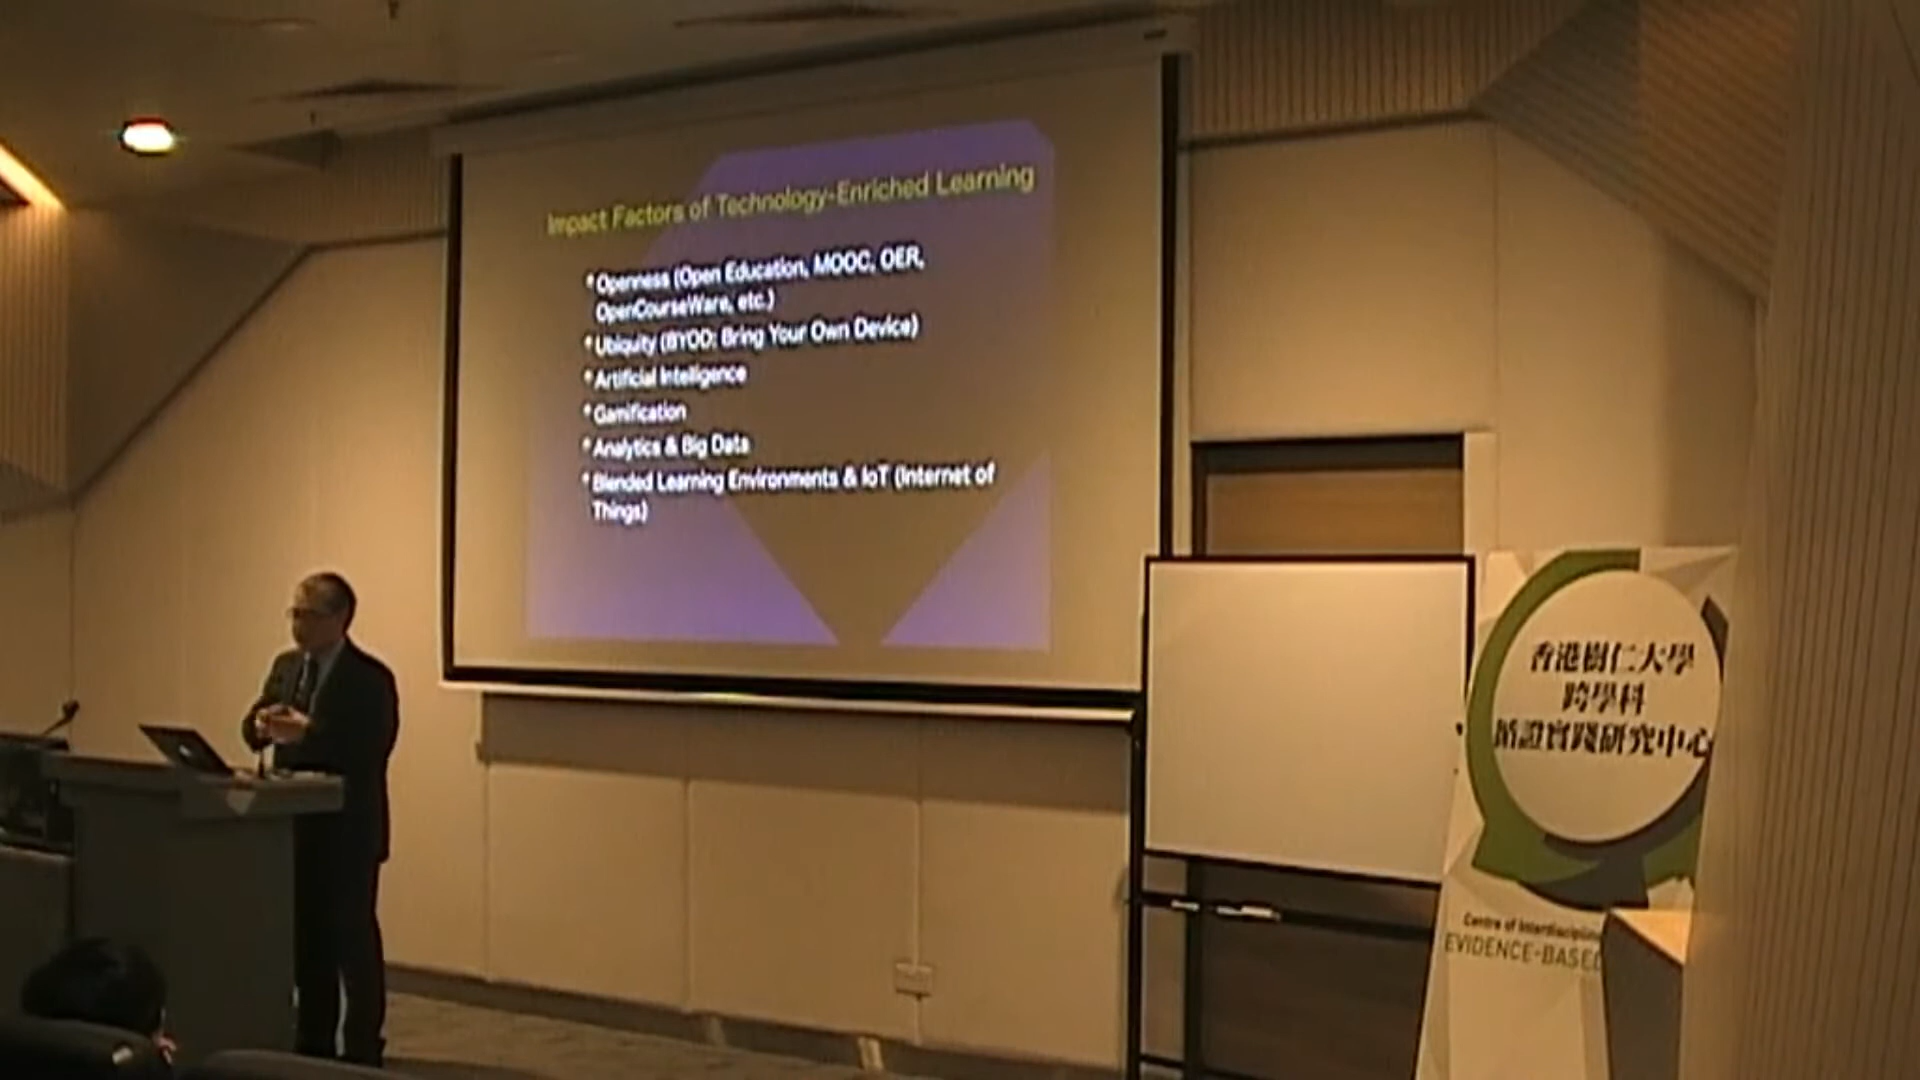 Impact Factors of Technology-Enriched Learning
* Openness (Open Education, MOOC, OER,
OpenCourseWare, etc.)
* Ubiquity (BYOD: Bring Your Own Device)
* Artificial Intelligence
* Gamification
* Analytics & Big Data
* Blended Learning Environments & IoT (Internet of
Things)
香港樹仁大學
跨學科
循證實踐研究中心
Centre of Interdisciplin
EVIDENCE-BASED